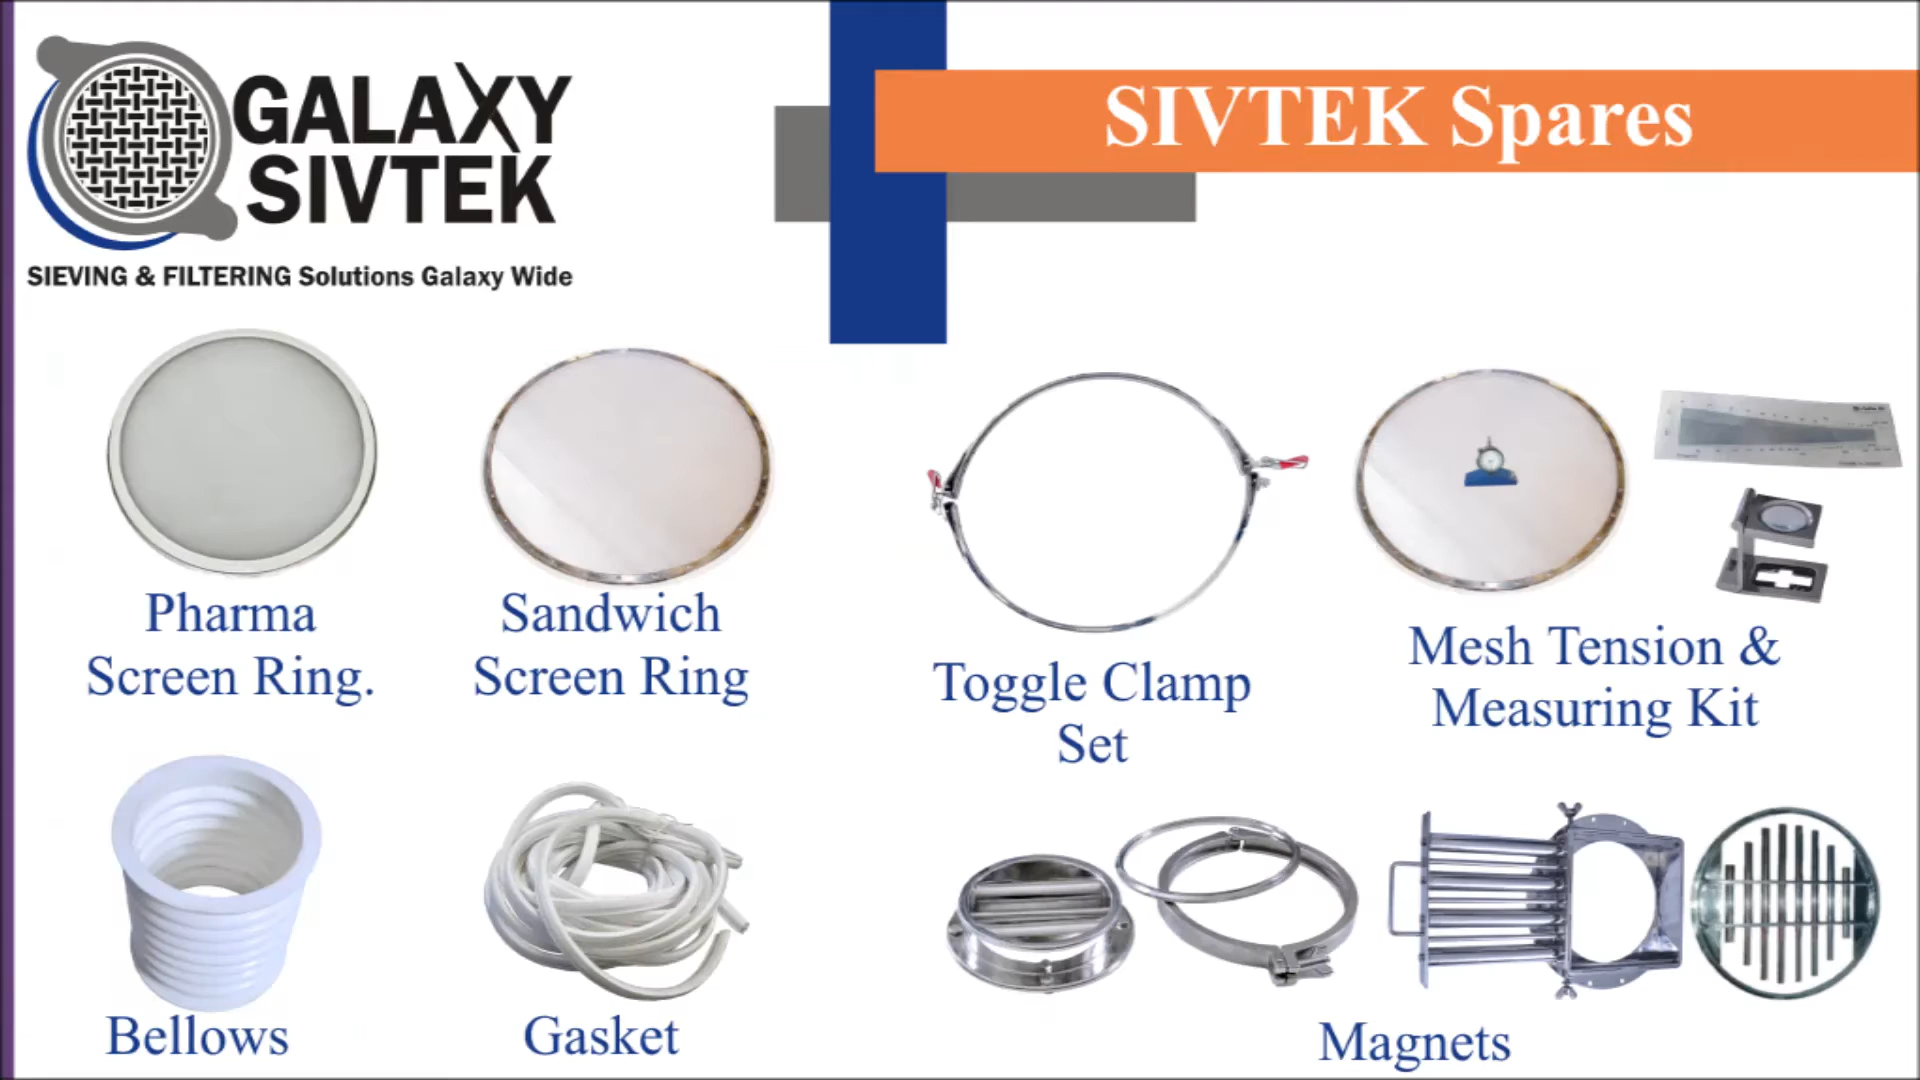 GALAXY
SIVTEK
SIEVING & FILTERING Solutions Galaxy Wide
SIVTEK Spares
Pharma
Screen Ring.
Sandwich
Screen Ring
Toggle Clamp
Set
Mesh Tension &
Measuring Kit
Bellows
Gasket
Magnets